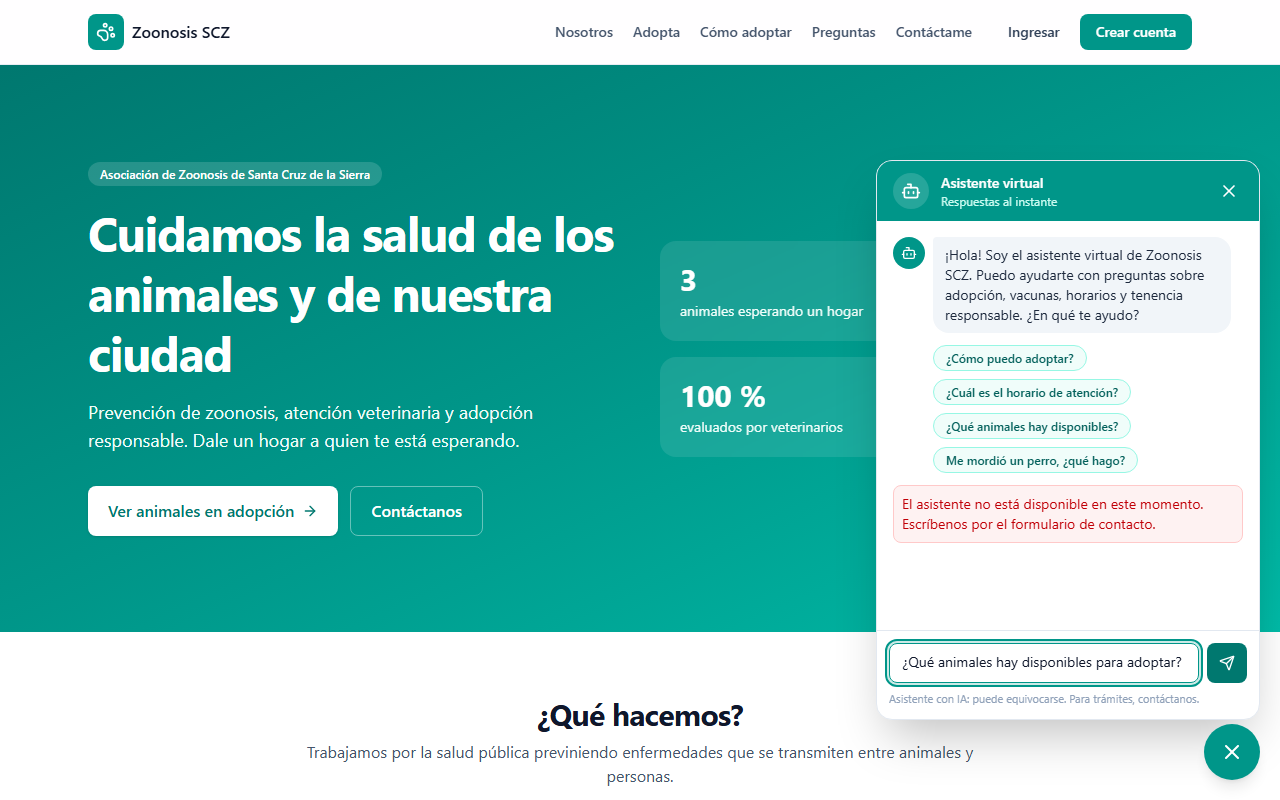 Zoonosis SCZ
Nosotros
Adopta
Cómo adoptar
Preguntas
Contáctame
Ingresar
Crear cuenta
Asociación de Zoonosis de Santa Cruz de la Sierra
Cuidamos la salud de los
animales y de nuestra
ciudad
Prevención de zoonosis, atención veterinaria y adopción
responsable. Dale un hogar a quien te está esperando.
Ver animales en adopción
Contáctanos
3
animales esperando un hogar
100 %
evaluados por veterinarios
Asistente virtual
Respuestas al instante
¡Hola! Soy el asistente virtual de Zoonosis
SCZ. Puedo ayudarte con preguntas sobre
adopción, vacunas, horarios y tenencia
responsable. ¿En qué te ayudo?
¿Cómo puedo adoptar?
¿Cuál es el horario de atención?
¿Qué animales hay disponibles?
Me mordió un perro, ¿qué hago?
El asistente no está disponible en este momento.
Escríbenos por el formulario de contacto.
¿Qué animales hay disponibles para adoptar?
Asistente con IA: puede equivocarse. Para trámites, contáctanos.
¿Qué hacemos?
Trabajamos por la salud pública previniendo enfermedades que se transmiten entre animales y
personas.